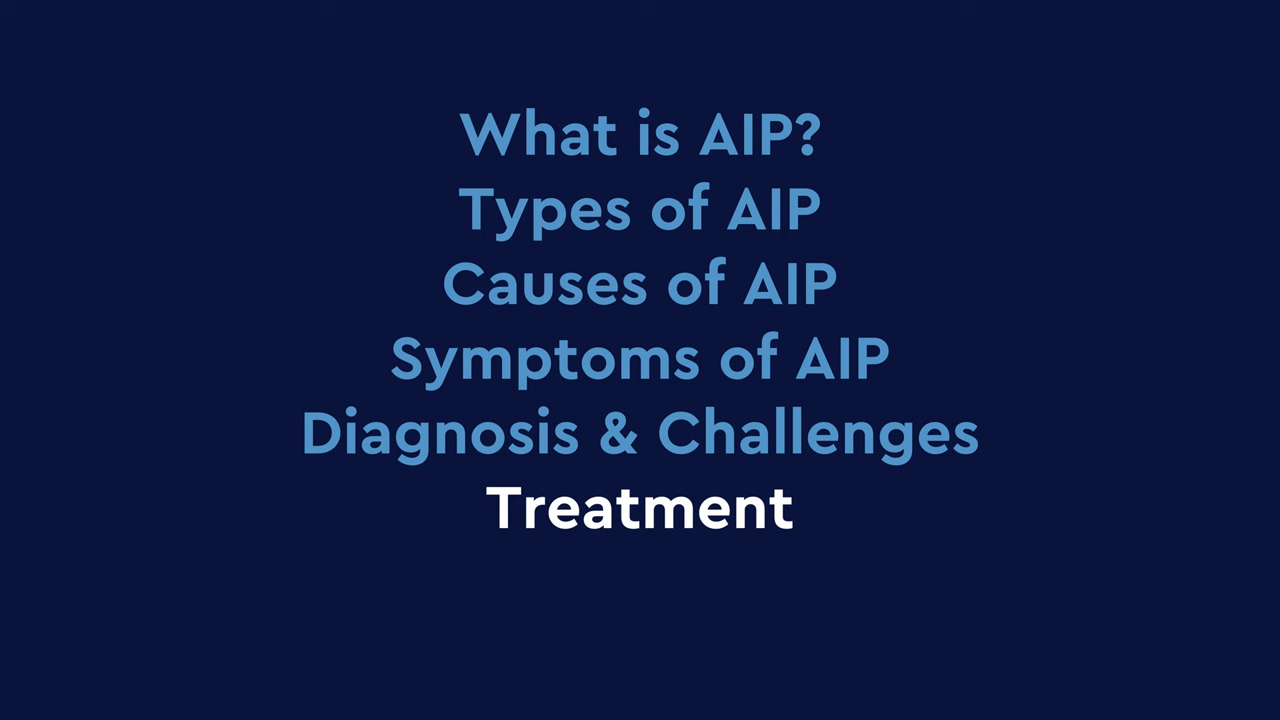 What is AIP?
Types of AIP
Causes of AIP
Symptoms of AIP
Diagnosis & Challenges
Treatment